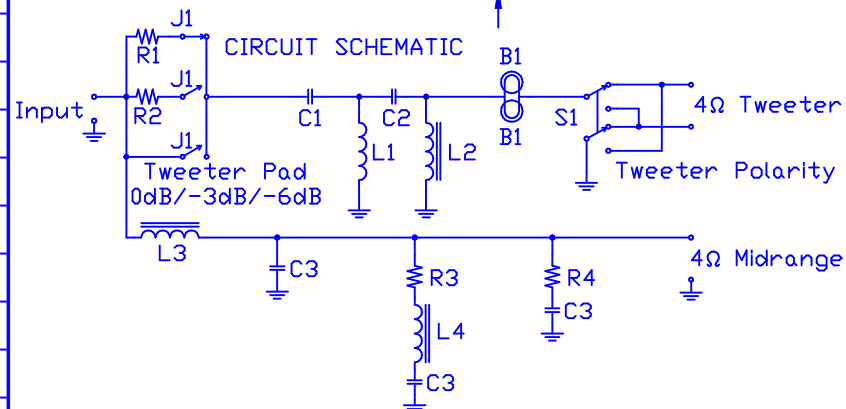 J1
R1
CIRCUIT SCHEMATIC
B1
J1
Input
R2
C1
C2
S1
4Ω Tweeter
B1
J1
L1
L2
Tweeter Pad
0dB/-3dB/-6dB
Tweeter Polarity
L3
4Ω Midrange
C3
R3
R4
C3
L4
C3